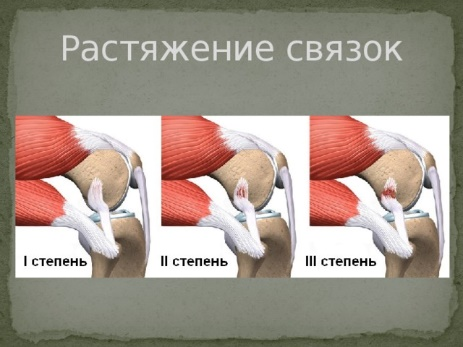 Растяжение связок
I степень
II степень
III степень